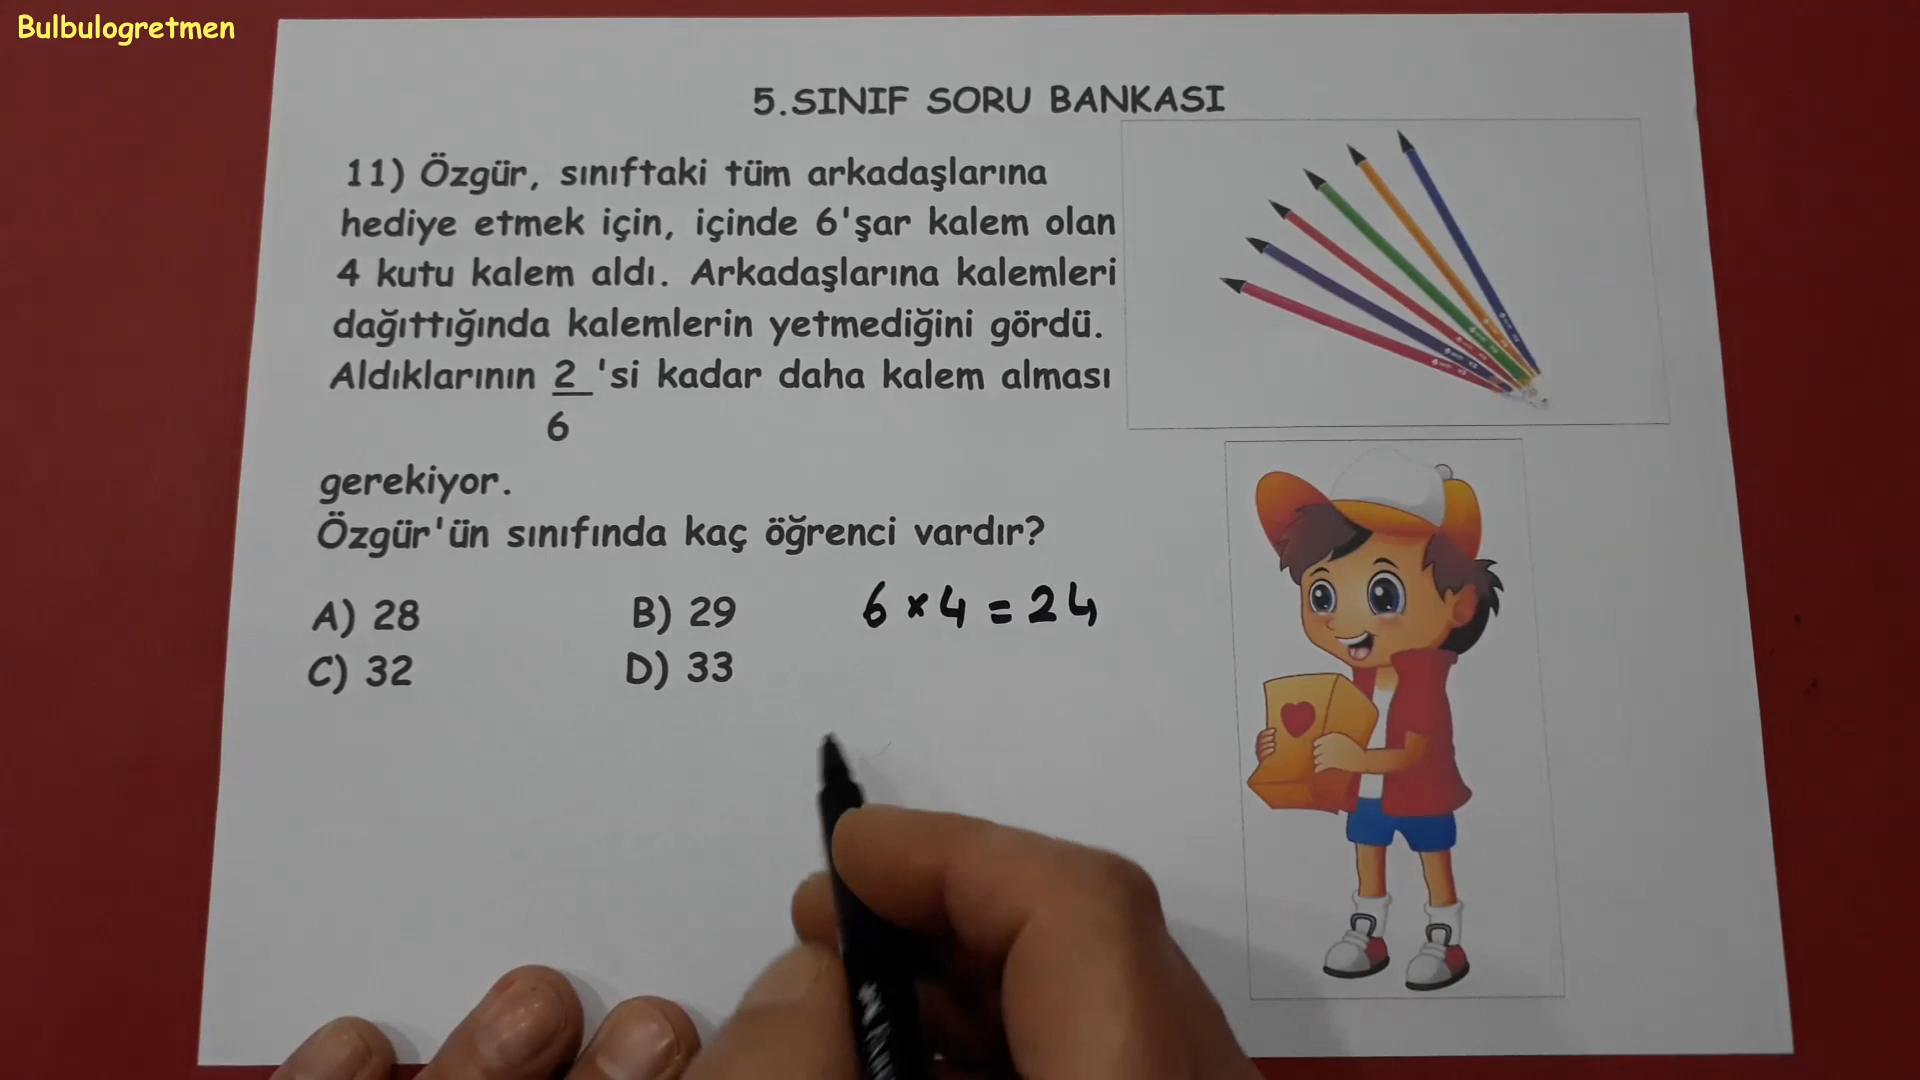 Bulbulogretmen
5.SINIF SORU BANKASI
11) Özgür, sınıftaki tüm arkadaşlarına
hediye etmek için, içinde 6'şar kalem olan
4 kutu kalem aldı. Arkadaşlarına kalemleri
dağıttığında kalemlerin yetmediğini gördü.
Aldıklarının 2 'si kadar daha kalem alması
6
gerekiyor.
Özgür'ün sınıfında kaç öğrenci vardır?
A) 28 B) 29
C) 32 D) 33
6 × 4 = 24